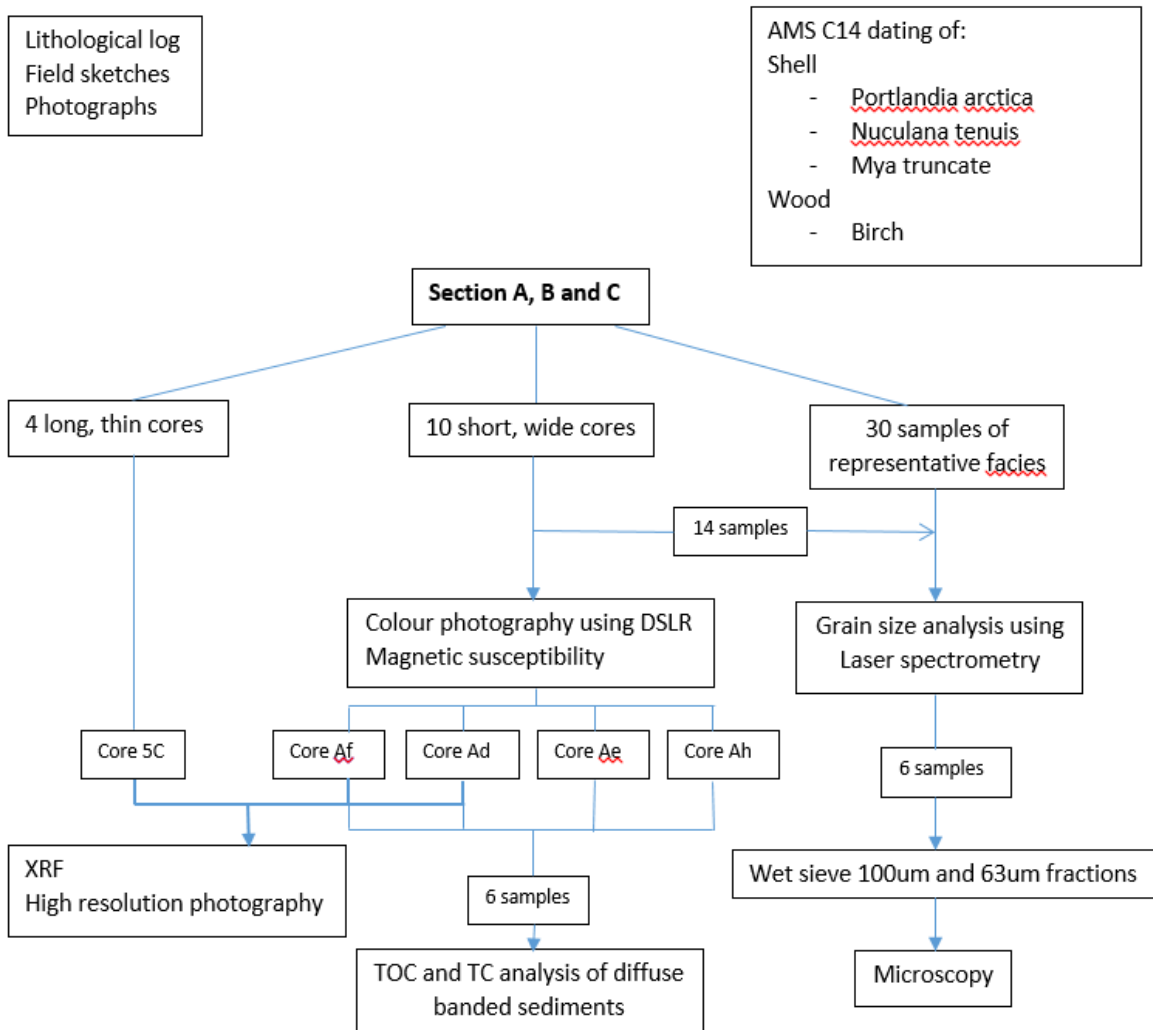 Lithological log
Field sketches
Photographs
AMS C14 dating of:
Shell
- Portlandia arctica
- Nuculana tenuis
- Mya truncate
Wood
- Birch
Section A, B and C
4 long, thin cores
10 short, wide cores
30 samples of
representative facies
14 samples
Colour photography using DSLR
Magnetic susceptibility
Grain size analysis using
Laser spectrometry
Core 5C
Core Af
Core Ad
Core Ae
Core Ah
6 samples
XRF
High resolution photography
Wet sieve 100um and 63um fractions
6 samples
TOC and TC analysis of diffuse
banded sediments
Microscopy